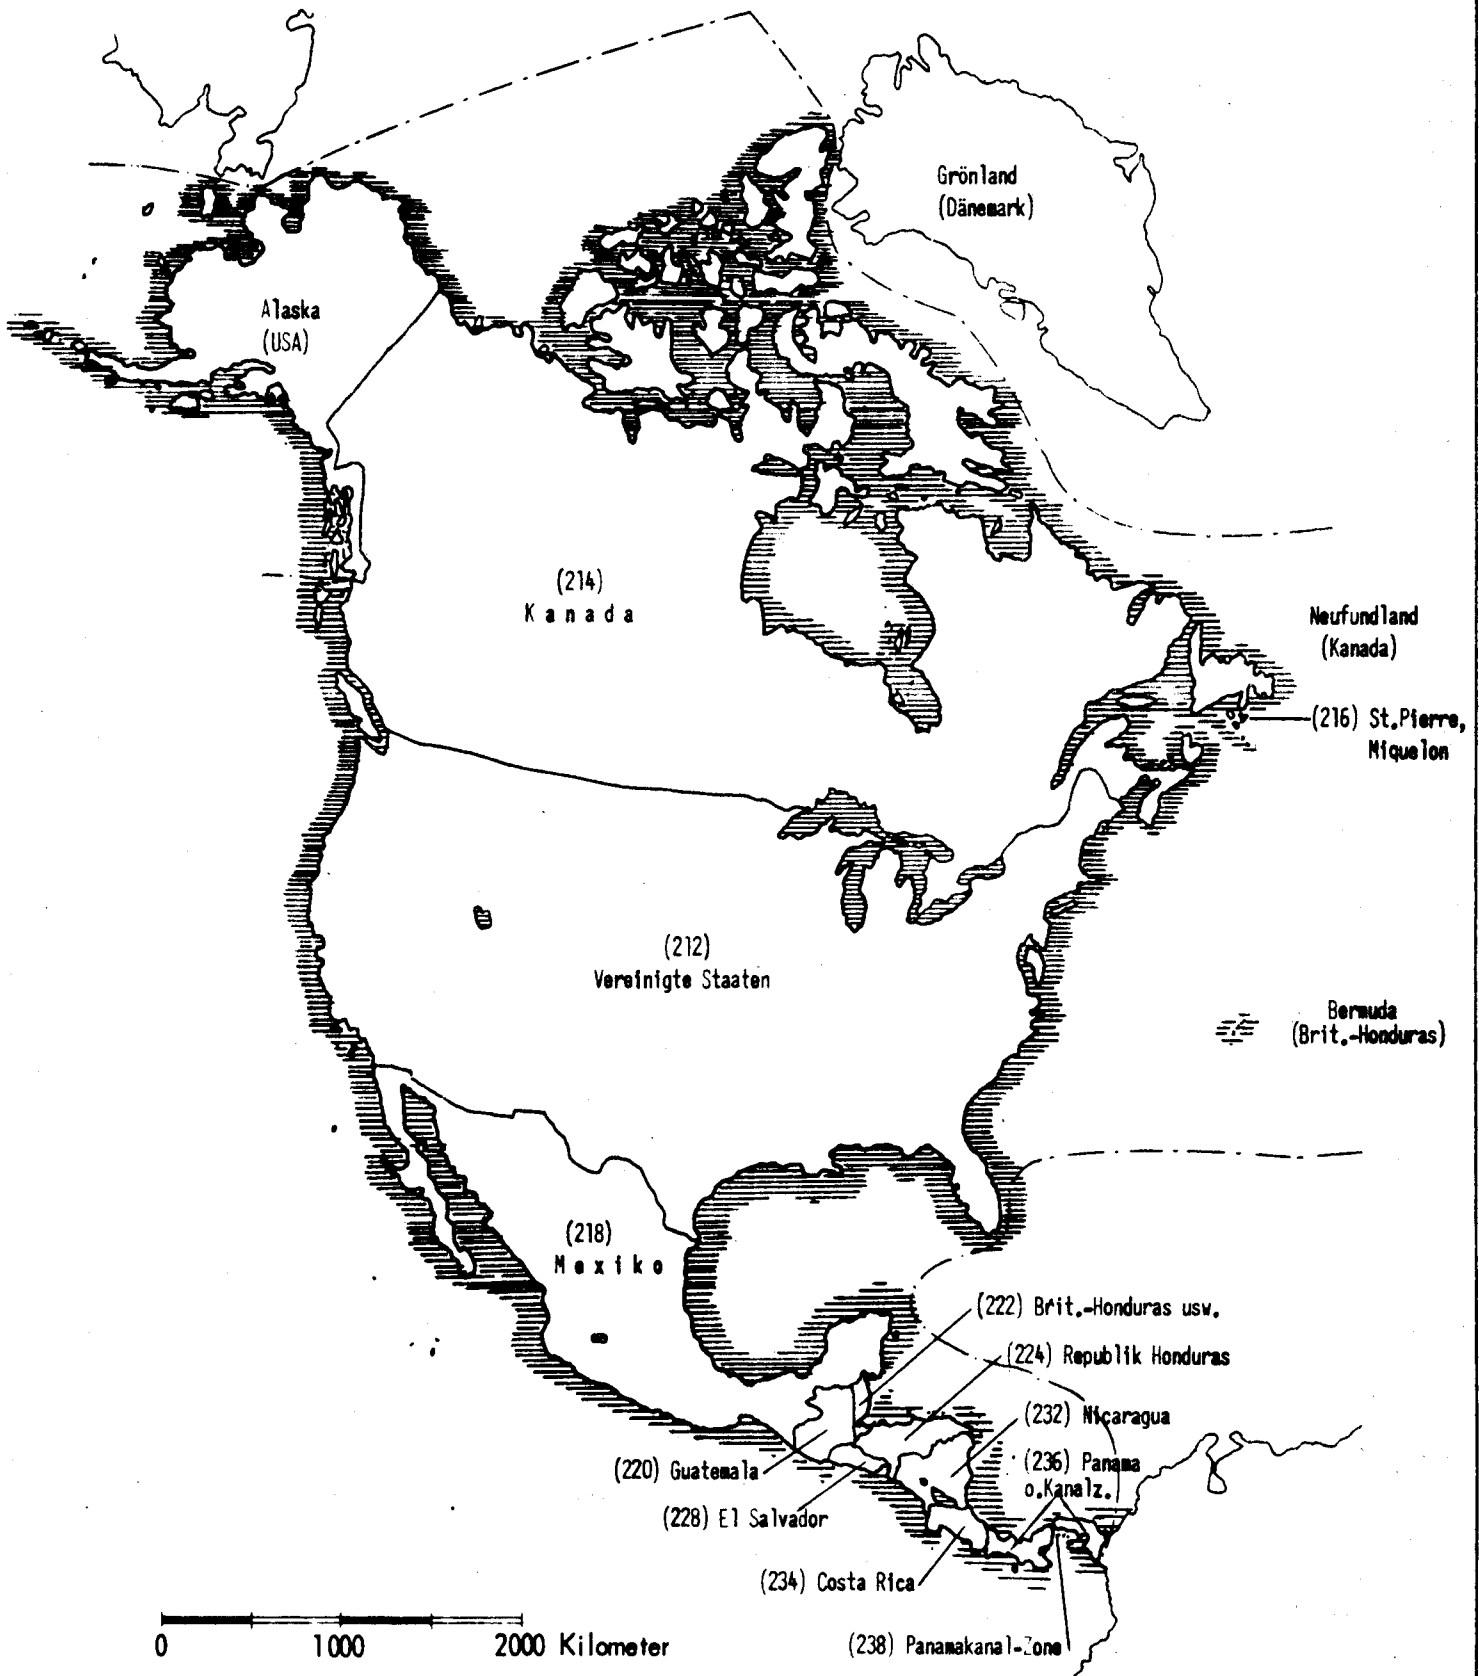 Grönland
(Dänemark)
Alaska
(USA)
(214)
Kanada
Neufundland
(Kanada)
(216) St.Pierre,
Miquelon
(212)
Vereinigte Staaten
Bermuda
(Brit.-Honduras)
(218)
Mexiko
(222) Brit.-Honduras usw.
(224) Republik Honduras
(232) Nicaragua
(236) Panama
o.Kanalz.
(220) Guatemala
(228) El Salvador
(234) Costa Rica
(238) Panamakanal-Zone
0 1000 2000 Kilometer